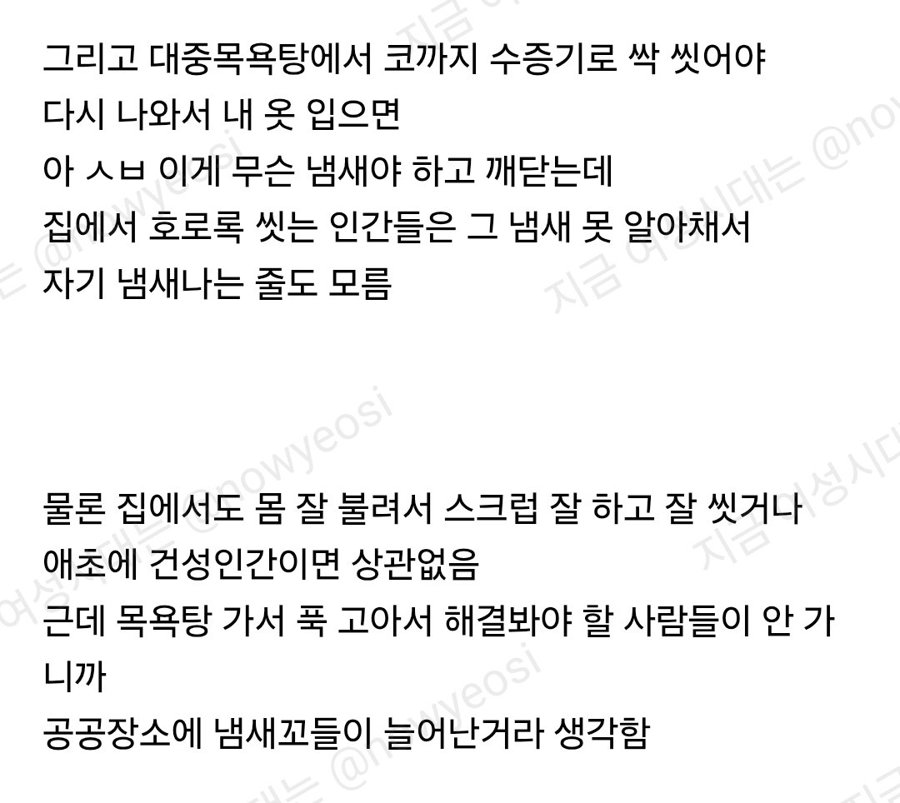 그리고 대중목욕탕에서 코까지 수증기로 싹 씻어야
다시 나와서 내 옷 입으면
아 ㅅㅂ 이게 무슨 냄새야 하고 깨닫는데
집에서 호로록 씻는 인간들은 그 냄새 못 알아채서
자기 냄새나는 줄도 모름
물론 집에서도 몸 잘 불려서 스크럽 잘 하고 잘 씻거나
애초에 건성인간이면 상관없음
근데 목욕탕 가서 푹 고아서 해결봐야 할 사람들이 안 가
니까
공공장소에 냄새꼬들이 늘어난거라 생각함
지금 여성시대는 @nowyeosi